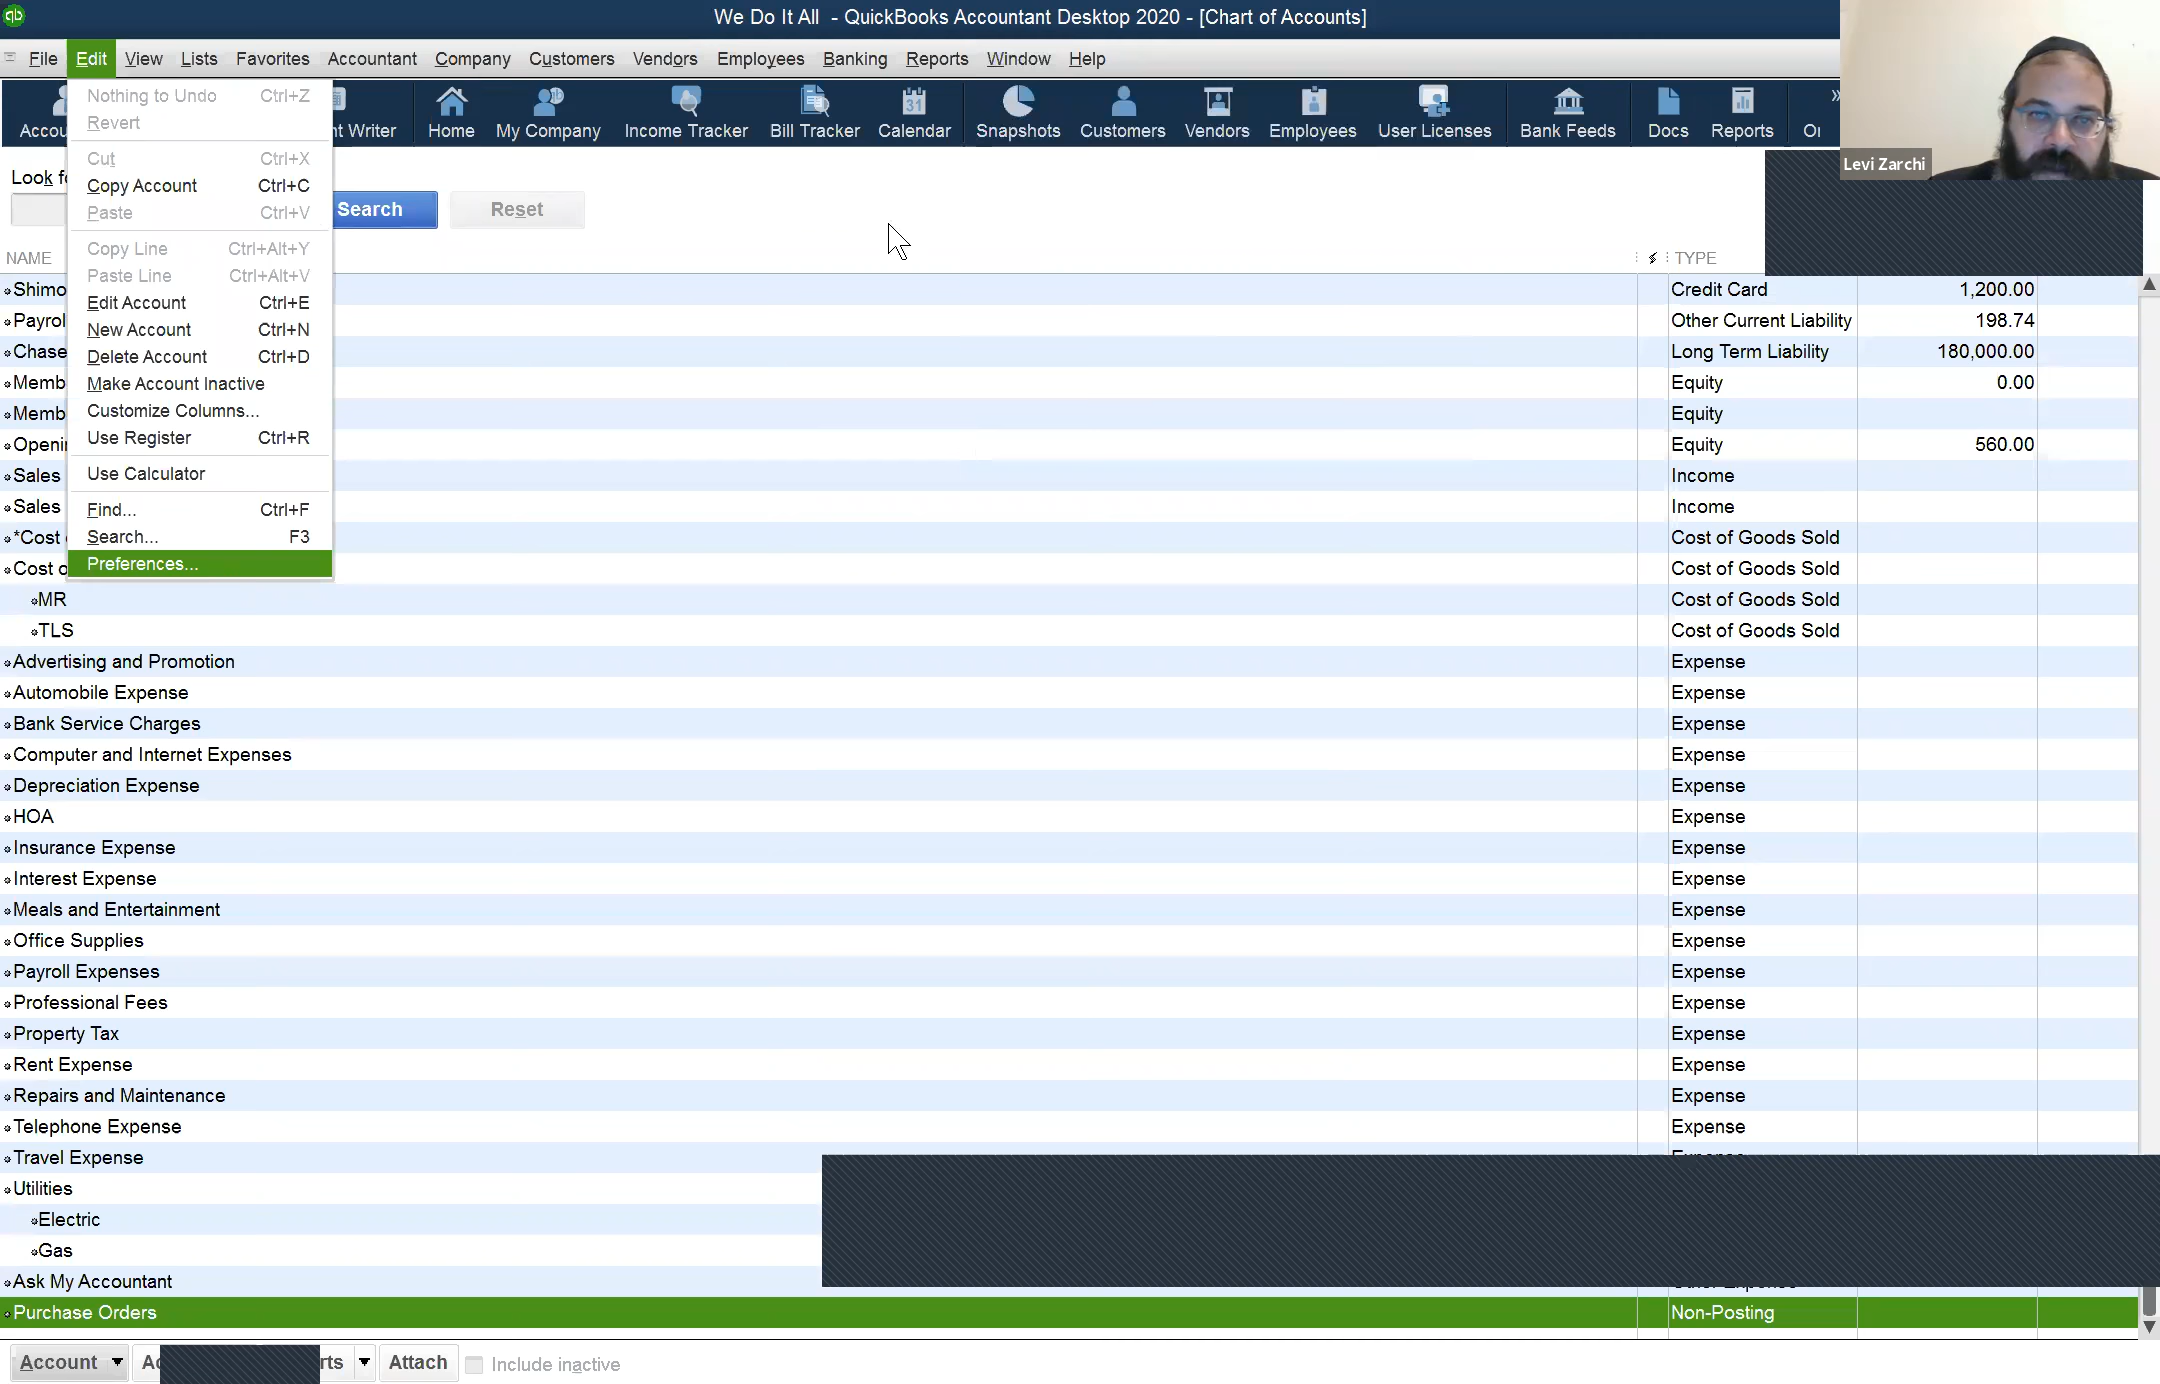 We Do It All - QuickBooks Accountant Desktop 2020 - [Chart of Accounts]
File Edit View Lists Favorites Accountant Company Customers Vendors Employees Banking Reports Window Help
Levi Zarchi
Home My Company Income Tracker Bill Tracker Calendar Snapshots Customers Vendors Employees User Licenses Bank Feeds Docs Reports
Nothing to Undo Ctrl+Z
Revert
Cut Ctrl+X
Copy Account Ctrl+C
Paste Ctrl+V
Copy Line Ctrl+Alt+Y
Paste Line Ctrl+Alt+V
Edit Account Ctrl+E
New Account Ctrl+N
Delete Account Ctrl+D
Make Account Inactive
Customize Columns...
Use Register Ctrl+R
Use Calculator
Find... Ctrl+F
Search... F3
Preferences...
Look
Search Reset
NAME TYPE
Credit Card 1,200.00
Other Current Liability 198.74
Chase Long Term Liability 180,000.00
Equity 0.00
Equity
Equity 560.00
Sales Income
Sales Income
*Cost Cost of Goods Sold
Cost Cost of Goods Sold
MR Cost of Goods Sold
TLS Cost of Goods Sold
Advertising and Promotion Expense
Automobile Expense Expense
Bank Service Charges Expense
Computer and Internet Expenses Expense
Depreciation Expense Expense
HOA Expense
Insurance Expense Expense
Interest Expense Expense
Meals and Entertainment Expense
Office Supplies Expense
Payroll Expenses Expense
Professional Fees Expense
Property Tax Expense
Rent Expense Expense
Repairs and Maintenance Expense
Telephone Expense Expense
Travel Expense
Utilities
Electric
Gas
Ask My Accountant
Purchase Orders Non-Posting
Account Attach Include inactive